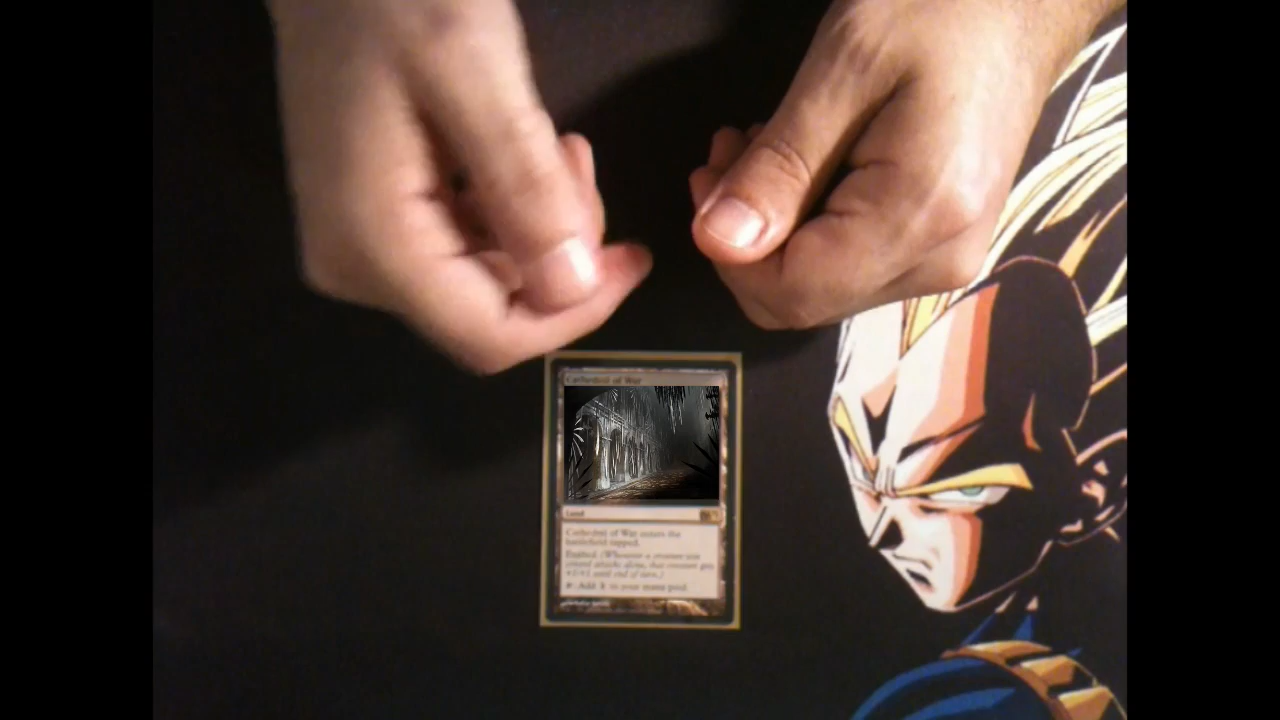 Cathedral of War
Land
Cathedral of War enters the
battlefield tapped.
Exalted (Whenever a creature you
control attacks alone, that creature gets
+1/+1 until end of turn.)
: Add 1 to your mana pool.